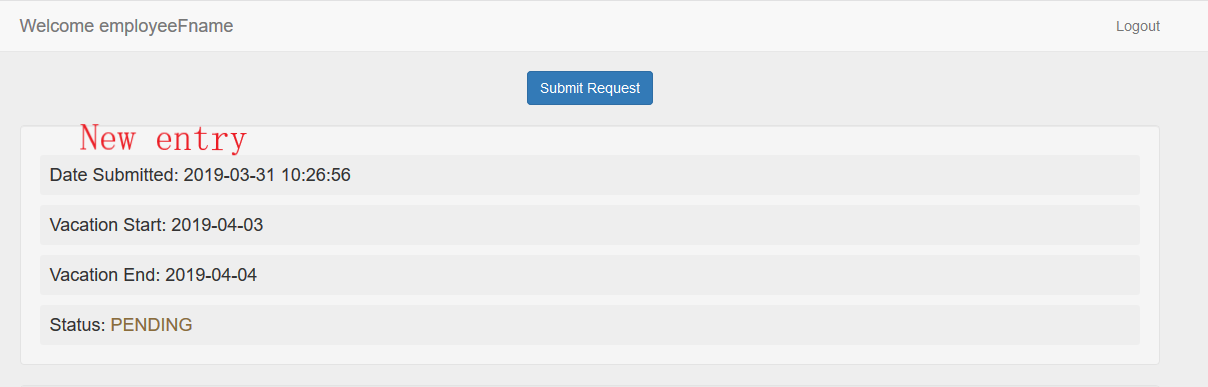 Welcome employeeFname
Logout
Submit Request
New entry
Date Submitted: 2019-03-31 10:26:56
Vacation Start: 2019-04-03
Vacation End: 2019-04-04
Status: PENDING